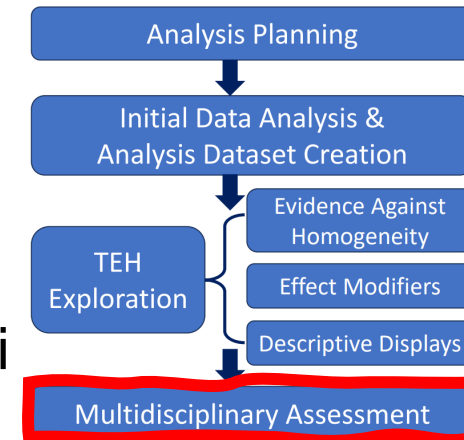 Analysis Planning
Initial Data Analysis &
Analysis Dataset Creation
Evidence Against
Homogeneity
TEH
Exploration
Effect Modifiers
Descriptive Displays
i
Multidisciplinary Assessment